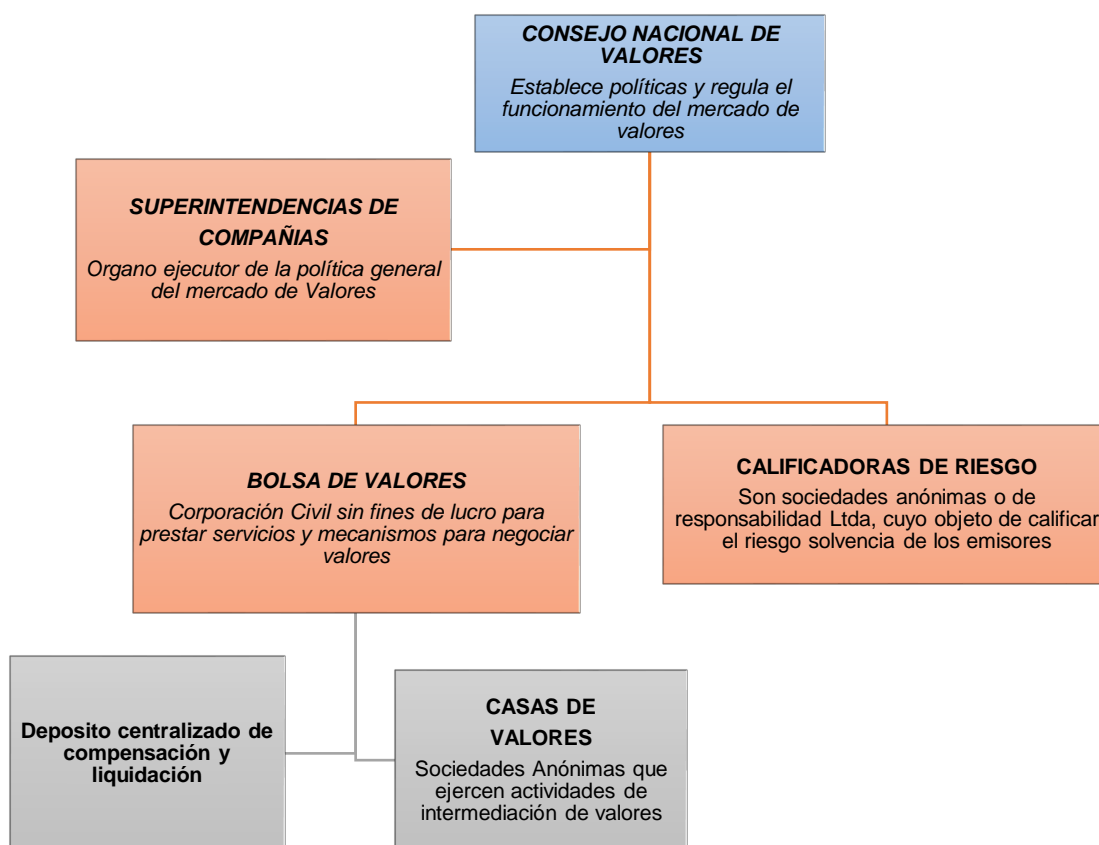 CONSEJO NACIONAL DE
VALORES
Establece políticas y regula el
funcionamiento del mercado de
valores
SUPERINTENDENCIAS DE
COMPAÑIAS
Organo ejecutor de la política general
del mercado de Valores
BOLSA DE VALORES
Corporación Civil sin fines de lucro para
prestar servicios y mecanismos para negociar
valores
CALIFICADORAS DE RIESGO
Son sociedades anónimas o de
responsabilidad Ltda, cuyo objeto de calificar
el riesgo solvencia de los emisores
Deposito centralizado de
compensación y
liquidación
CASAS DE
VALORES
Sociedades Anónimas que
ejercen actividades de
intermediación de valores